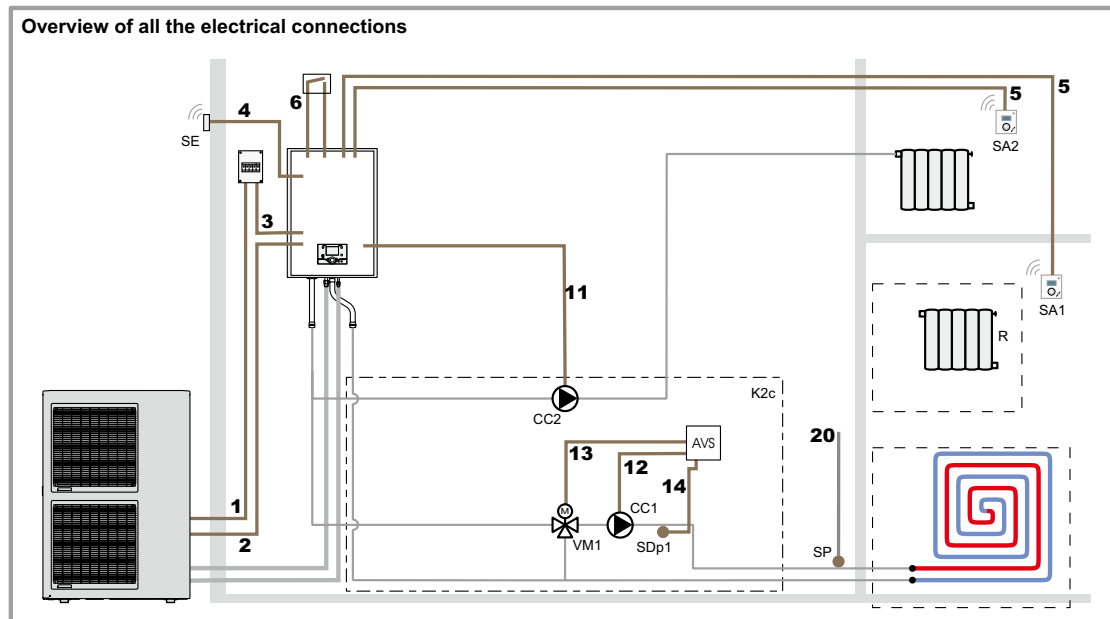 Overview of all the electrical connections
6
5
5
4
SE
SA2
3
11
SA1
R
K2c
CC2
20
13
AVS
12
14
1
CC1
M
2
VM1
SDp1
SP